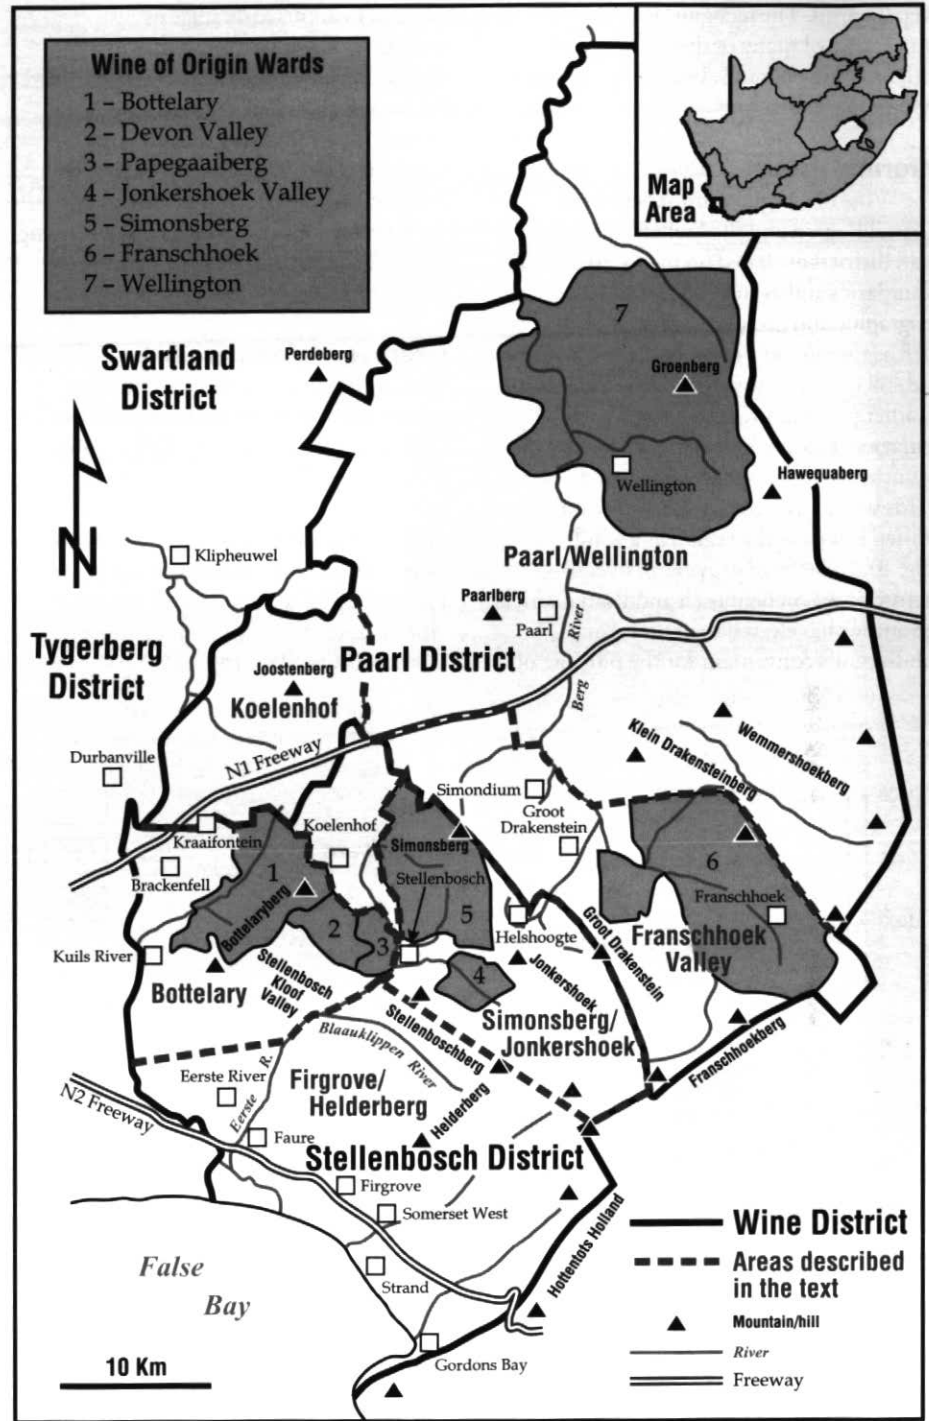 Wine of Origin Wards
1 – Bottelary
2 – Devon Valley
3 – Papegaaiberg
4 – Jonkershoek Valley
5 – Simonsberg
6 – Franschhoek
7 – Wellington
Map
Area
Swartland
District
Perdeberg
7
Groenberg
Wellington
Hawequaberg
N
Klipheuwel
Paarl/Wellington
Paarlberg
Paarl
Berg River
Tygerberg
District
Joostenberg
Koelenhof
Paarl District
N1 Freeway
Durbanville
Klein Drakensteinberg
Wemmershoekberg
Simondium
Groot
Drakenstein
Kraaifontein
Koelenhof
Simonsberg
Brackenfell
Stellenbosch
1
2
3
5
6
4
Franschhoek
Bottelaryberg
Kuils River
Helshoogte
Groot Drakenstein
Franschhoek
Valley
Bottelary
Stellenbosch
Kloof
Valley
Jonkershoek
Simonsberg/
Jonkershoek
Stellenboschberg
Blaauklippen River
Franschhoekberg
Eerste River
Eerste R.
Firgrove/
Helderberg
Helderberg
N2 Freeway
Faure
Stellenbosch District
Firgrove
Somerset West
Hottentots Holland
Strand
False
Bay
Gordons Bay
10 Km
Wine District
Areas described
in the text
Mountain/hill
River
Freeway